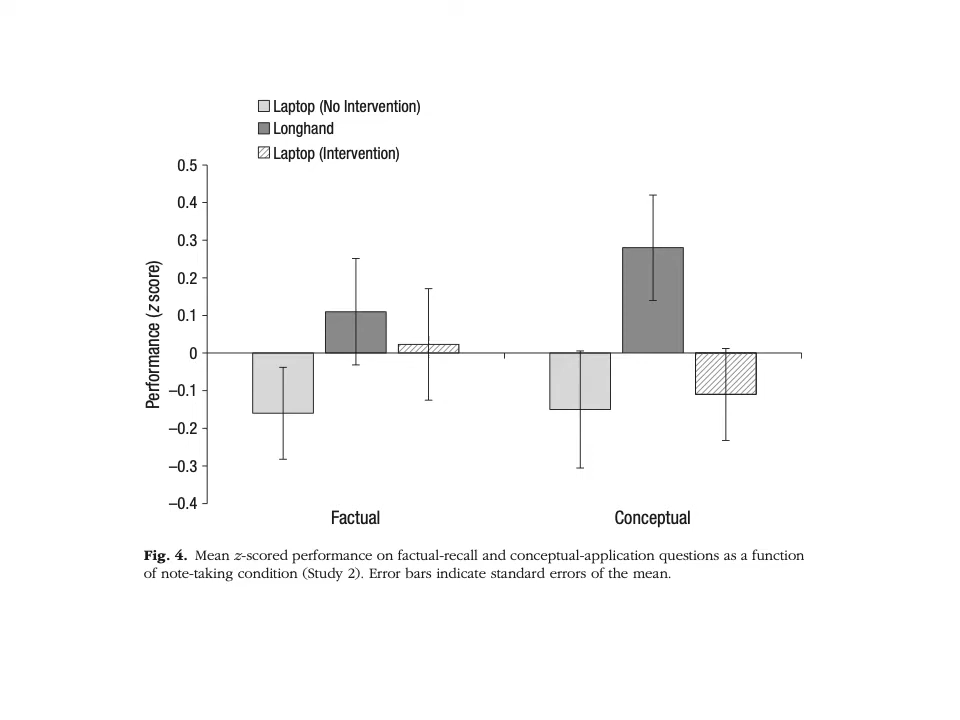 Laptop (No Intervention)
Longhand
Laptop (Intervention)
Performance (z score)
0.5
0.4
0.3
0.2
0.1
0
–0.1
–0.2
–0.3
–0.4
Factual
Conceptual
Fig. 4. Mean z-scored performance on factual-recall and conceptual-application questions as a function
of note-taking condition (Study 2). Error bars indicate standard errors of the mean.